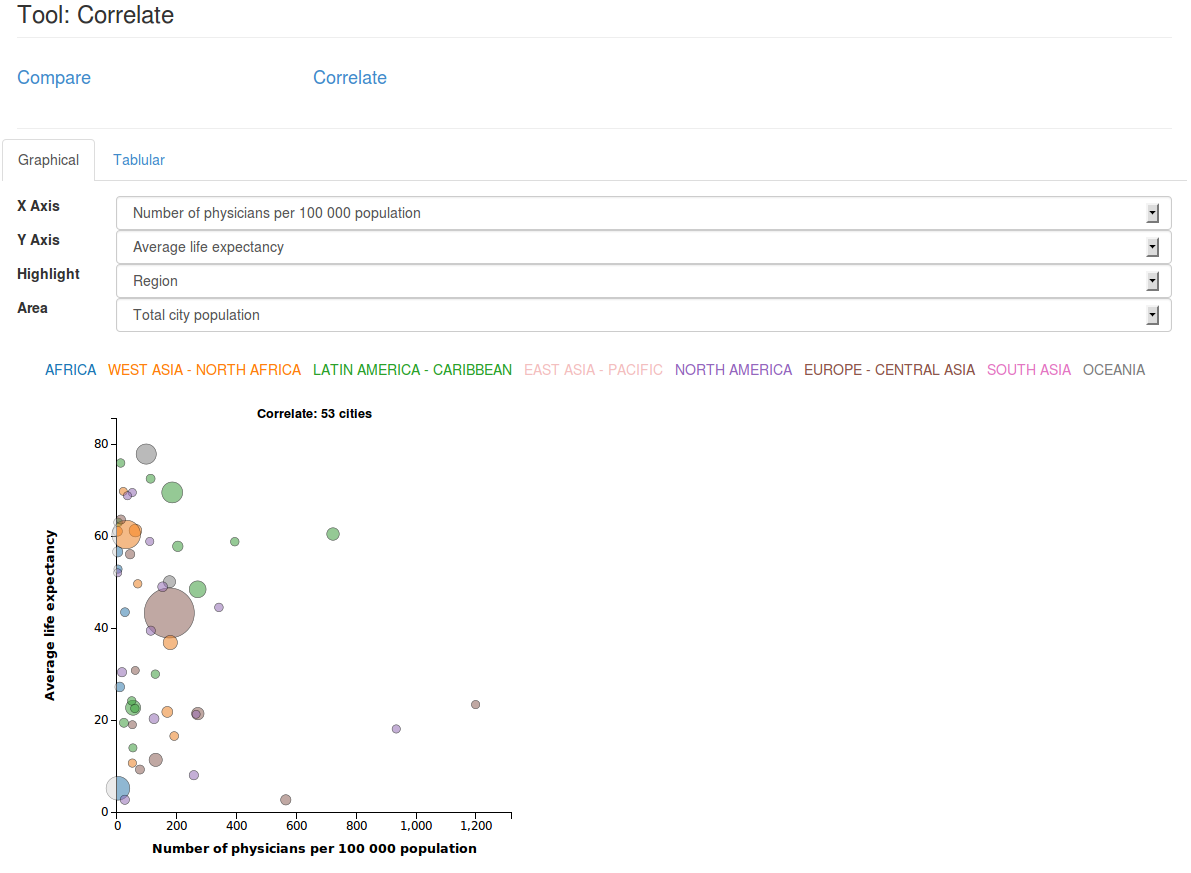 Tool: Correlate
Compare Correlate
Graphical Tablular
X Axis Number of physicians per 100 000 population
Y Axis Average life expectancy
Highlight Region
Area Total city population
AFRICA WEST ASIA - NORTH AFRICA LATIN AMERICA - CARIBBEAN EAST ASIA - PACIFIC NORTH AMERICA EUROPE - CENTRAL ASIA SOUTH ASIA OCEANIA
Correlate: 53 cities
80
60
40
20
0
Average life expectancy
0 200 400 600 800 1,000 1,200
Number of physicians per 100 000 population